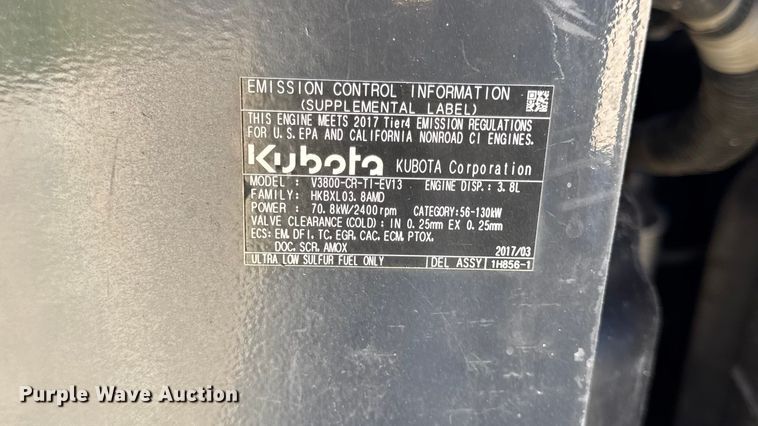 EMISSION CONTROL INFORMATION
(SUPPLEMENTAL LABEL)
THIS ENGINE MEETS 2017 Tier4 EMISSION REGULATIONS
FOR U.S.EPA AND CALIFORNIA NONROAD CI ENGINES.
Kubota KUBOTA Corporation
MODEL : V3800-CR-TI-EV13 ENGINE DISP.: 3.8L
FAMILY: HKBXL03.8AMD
POWER : 70.8kW/2400rpm CATEGORY:56-130kW
VALVE CLEARANCE(COLD): IN 0.25mm EX 0.25mm
ECS: EM, DFI, TC, EGR, CAC, ECM, PTOX,
DOC, SCR, AMOX 2017/03
ULTRA LOW SULFUR FUEL ONLY DEL ASSY 1H856-1
Purple Wave Auction